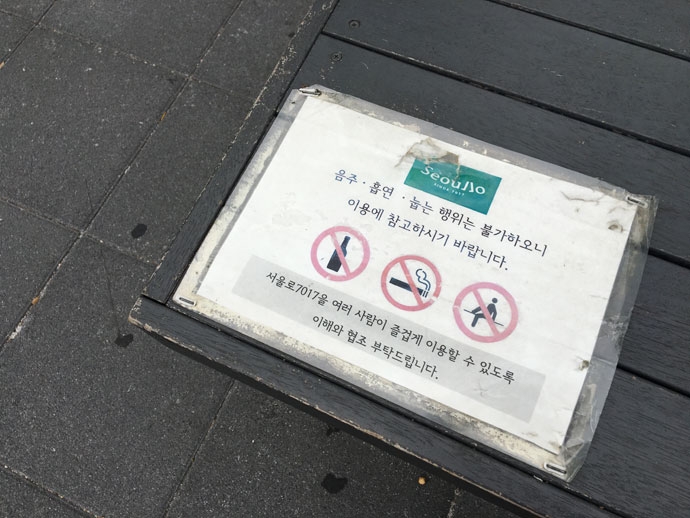 Seoullo
SINCE 2017
음주 · 흡연 · 눕는 행위는 불가하오니
이용에 참고하시기 바랍니다.
서울로7017을 여러 사람이 즐겁게 이용할 수 있도록
이해와 협조 부탁드립니다.